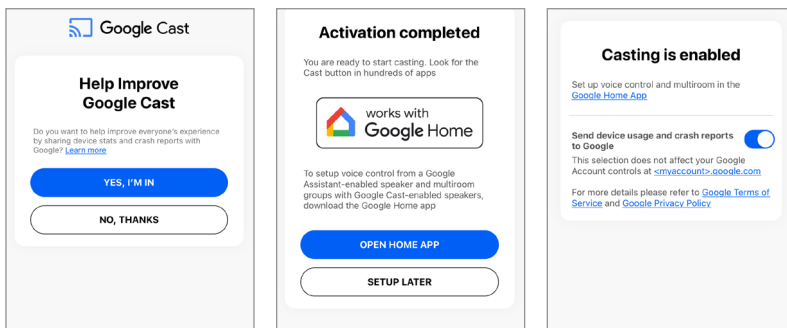 Google Cast
Help Improve
Google Cast
Do you want to help improve everyone's experience
by sharing device stats and crash reports with
Google? Learn more
YES, I'M IN
NO, THANKS
Activation completed
You are ready to start casting. Look for the
Cast button in hundreds of apps
works with
Google Home
To setup voice control from a Google
Assistant-enabled speaker and multiroom
groups with Google Cast-enabled speakers,
download the Google Home app
OPEN HOME APP
SETUP LATER
Casting is enabled
Set up voice control and multiroom in the
Google Home App
Send device usage and crash reports
to Google
This selection does not affect your Google
Account controls at <myaccount>.google.com
For more details please refer to Google Terms of
Service and Google Privacy Policy